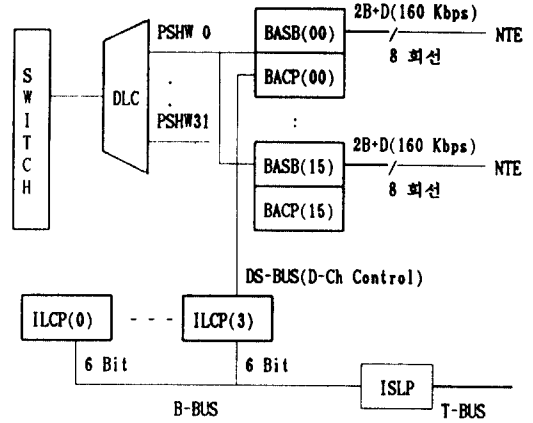 SWITCH
DLC
PSHW 0
.
.
PSHW31
BASB(00)
BACP(00)
2B+D(160 Kbps)
8 회선
NTE
:
BASB(15)
BACP(15)
2B+D(160 Kbps)
8 회선
NTE
DS-BUS(D-Ch Control)
ILCP(0)
- - -
ILCP(3)
6 Bit
6 Bit
B-BUS
ISLP
T-BUS